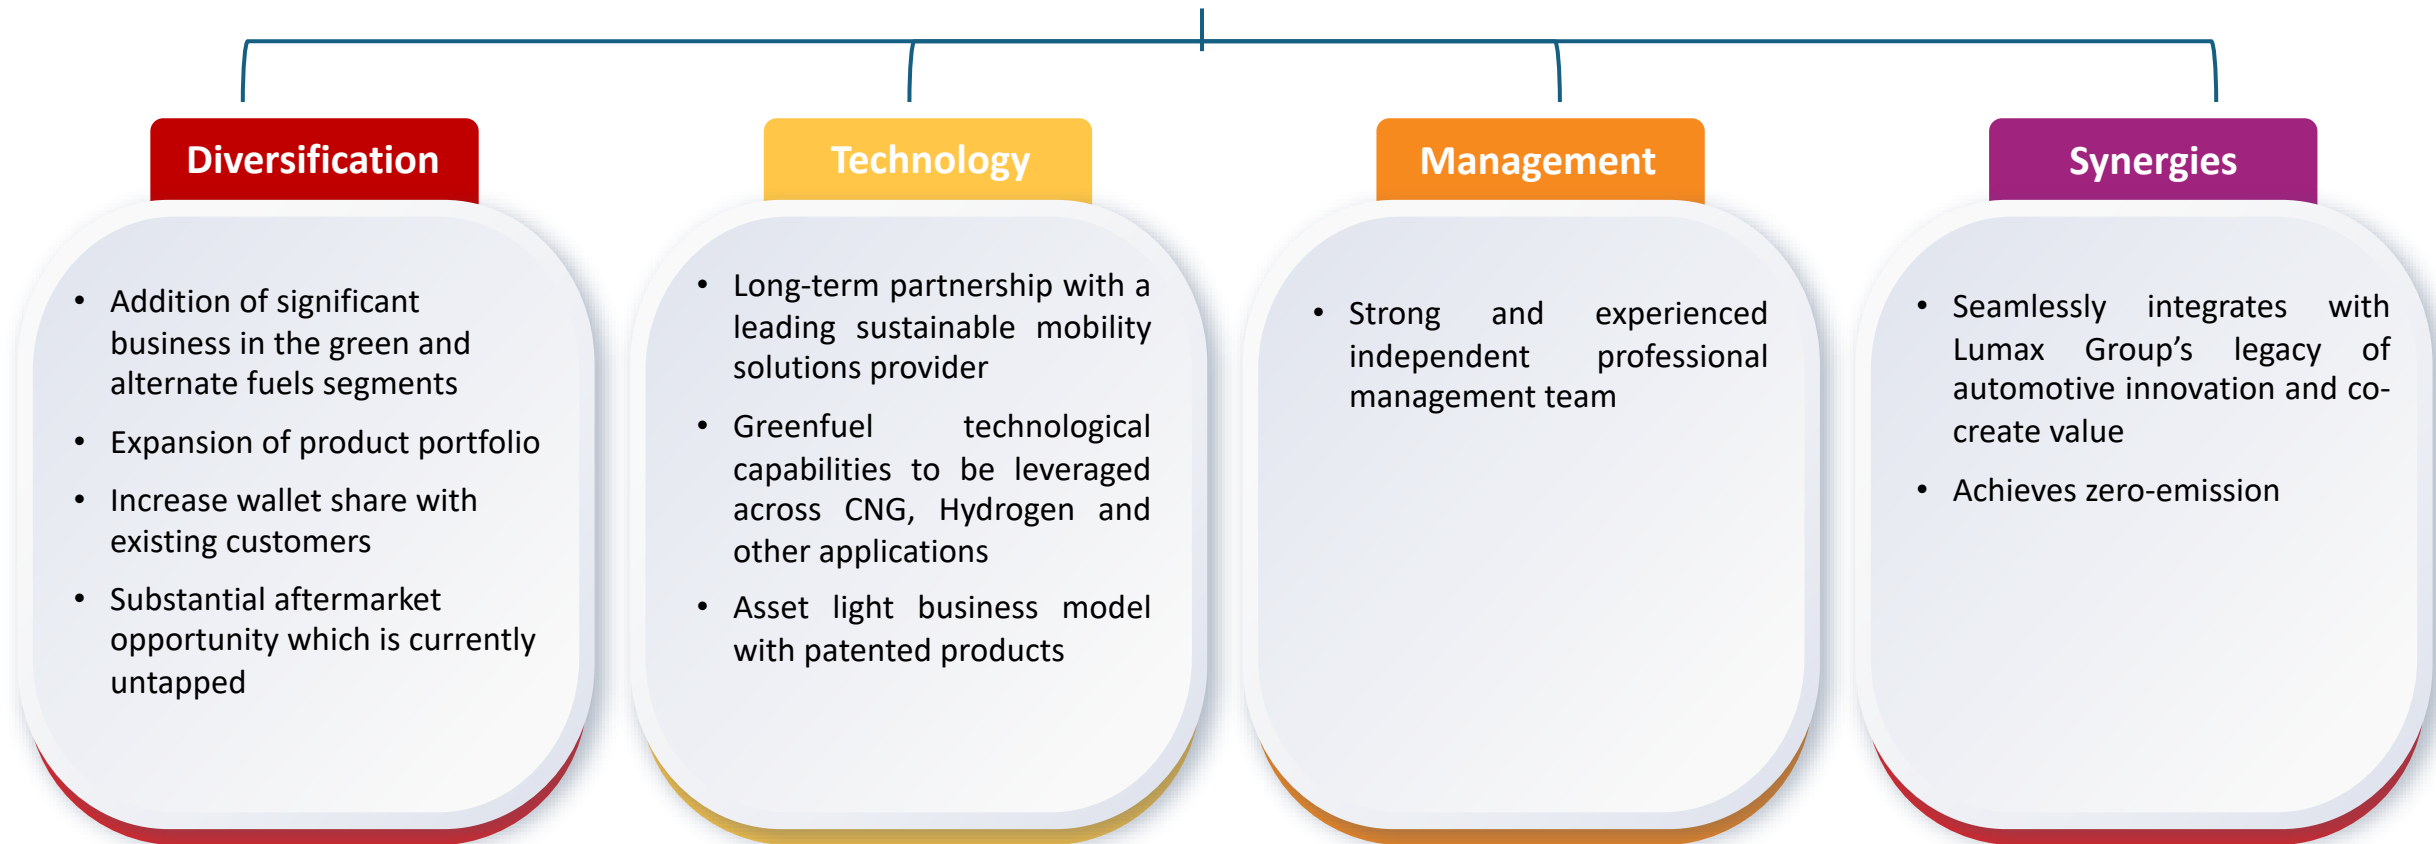 Diversification
• Addition of significant
business in the green and
alternate fuels segments
• Expansion of product portfolio
• Increase wallet share with
existing customers
• Substantial aftermarket
opportunity which is currently
untapped
Technology
• Long-term partnership with a
leading sustainable mobility
solutions provider
• Greenfuel technological
capabilities to be leveraged
across CNG, Hydrogen and
other applications
• Asset light business model
with patented products
Management
• Strong and experienced
independent professional
management team
Synergies
• Seamlessly integrates with
Lumax Group’s legacy of
automotive innovation and co-
create value
• Achieves zero-emission